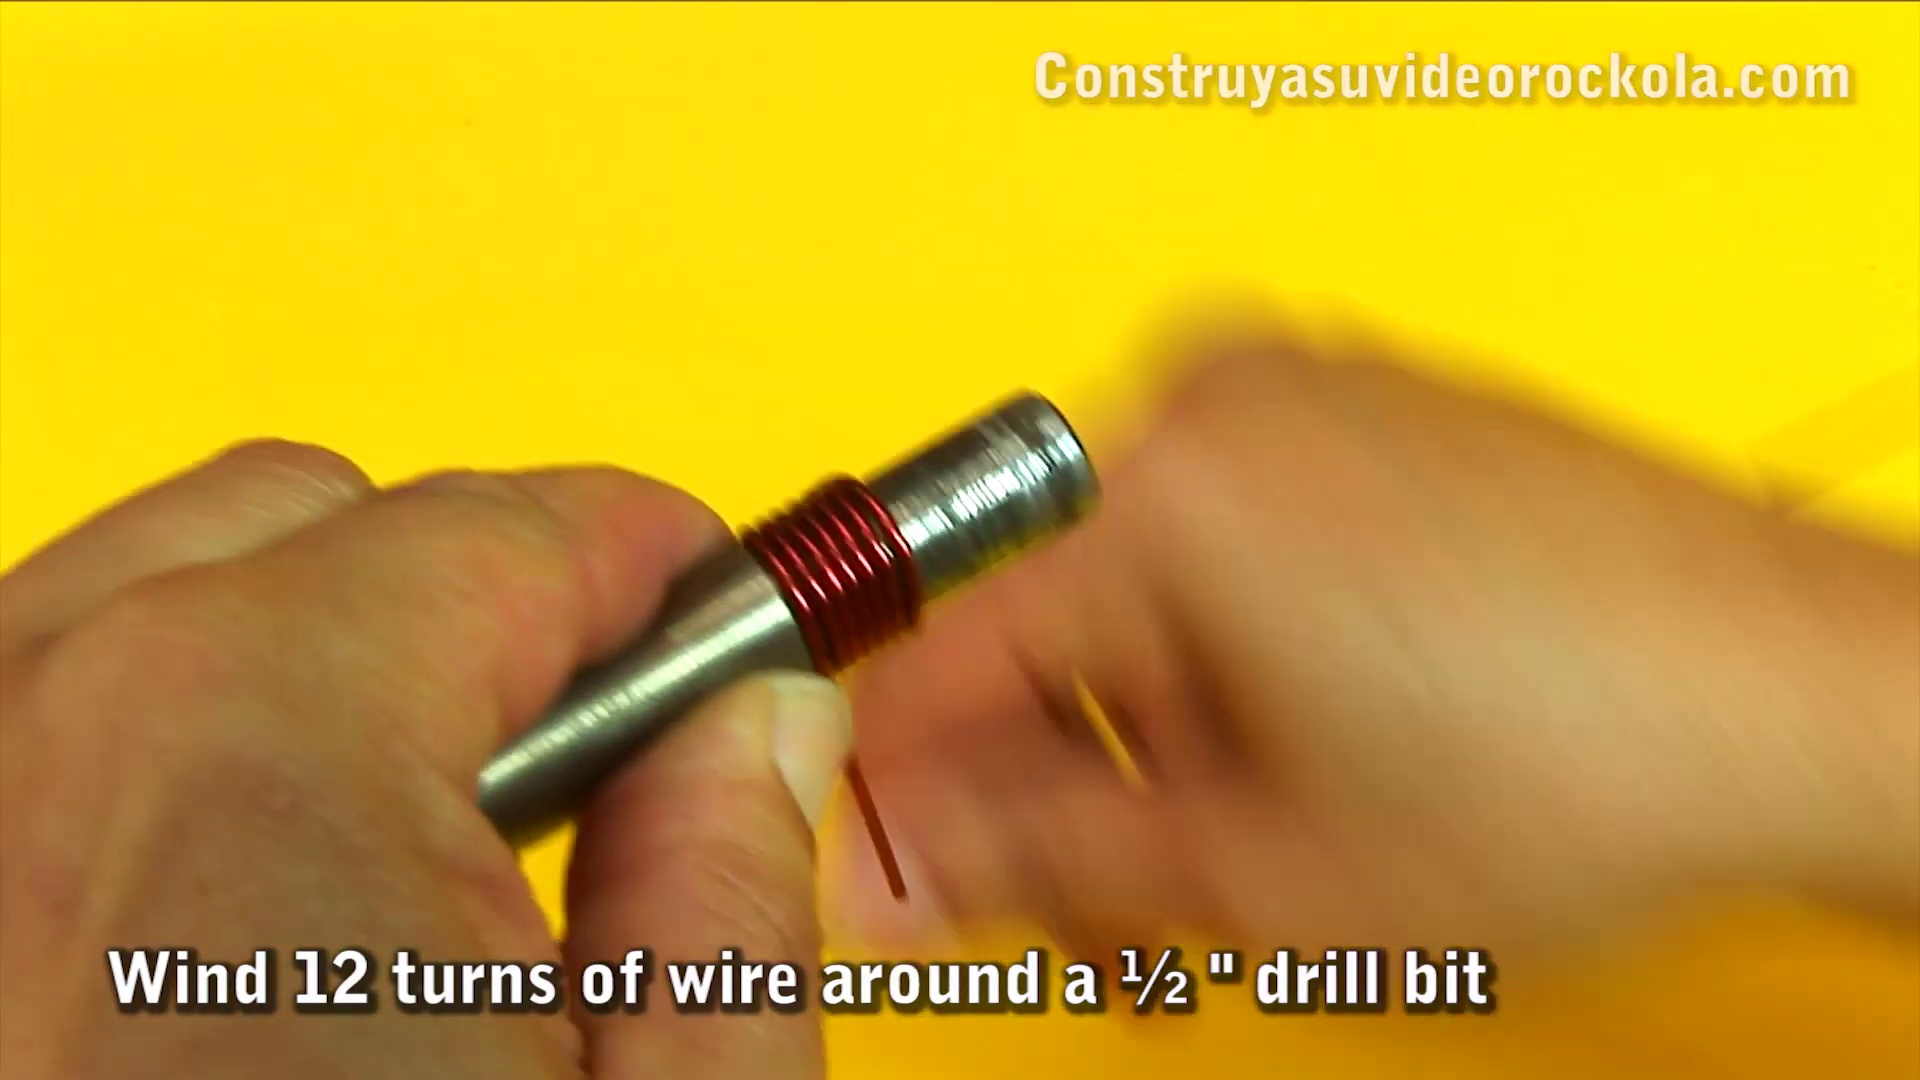 Construyasuvideorockola.com
Wind 12 turns of wire around a ½ " drill bit